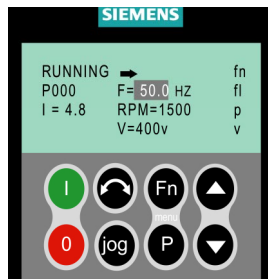 SIEMENS
RUNNING ➡ fn
P000 F= 50.0 HZ fl
I = 4.8 RPM=1500 p
V=400v v
I Fn
menu
0 jog P